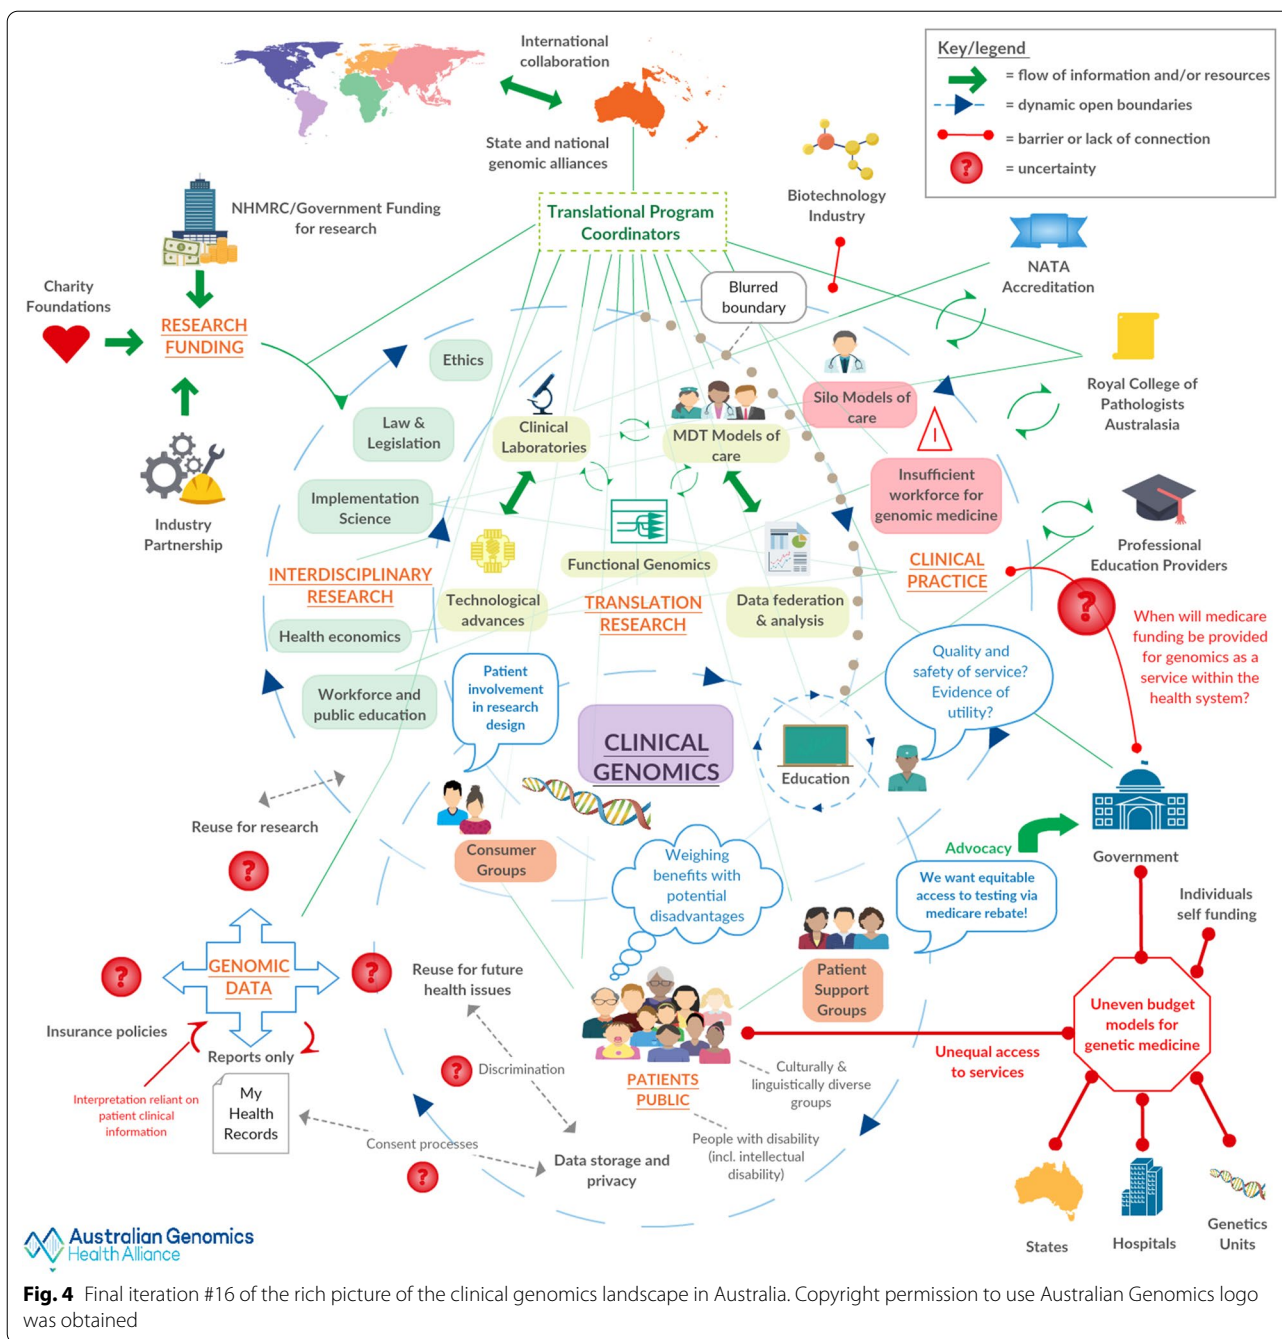 International
collaboration
State and national
genomic alliances
Key/legend
= flow of information and/or resources
= dynamic open boundaries
= barrier or lack of connection
?
= uncertainty
Biotechnology
Industry
NHMRC/Government Funding
for research
Translational Program
Coordinators
NATA
Accreditation
Charity
Foundations
RESEARCH
FUNDING
Blurred
boundary
Ethics
Law &
Legislation
Clinical
Laboratories
MDT Models of
care
Silo Models of
care
Royal College of
Pathologists
Australasia
Insufficient
workforce for
genomic medicine
Implementation
Science
Industry
Partnership
Professional
Education Providers
INTERDISCIPLINARY
RESEARCH
Functional Genomics
CLINICAL
PRACTICE
Technological
advances
TRANSLATION
RESEARCH
Data federation
& analysis
?
When will medicare
funding be provided
for genomics as a
service within the
health system?
Health economics
Workforce and
public education
Patient
involvement
in research
design
Quality and
safety of service?
Evidence of
utility?
CLINICAL
GENOMICS
Education
Reuse for research
?
Consumer
Groups
Weighing
benefits with
potential
disadvantages
Advocacy
Government
We want equitable
access to testing via
medicare rebate!
Individuals
self funding
GENOMIC
DATA
?
?
Reuse for future
health issues
Patient
Support
Groups
Uneven budget
models for
genetic medicine
Insurance policies
Reports only
Unequal access
to services
?
Discrimination
PATIENTS
PUBLIC
Culturally &
linguistically diverse
groups
Interpretation reliant on
patient clinical
information
My
Health
Records
Consent processes
?
Data storage and
privacy
People with disability
(incl. intellectual
disability)
States
Hospitals
Genetics
Units
Australian Genomics
Health Alliance
Fig. 4 Final iteration #16 of the rich picture of the clinical genomics landscape in Australia. Copyright permission to use Australian Genomics logo
was obtained